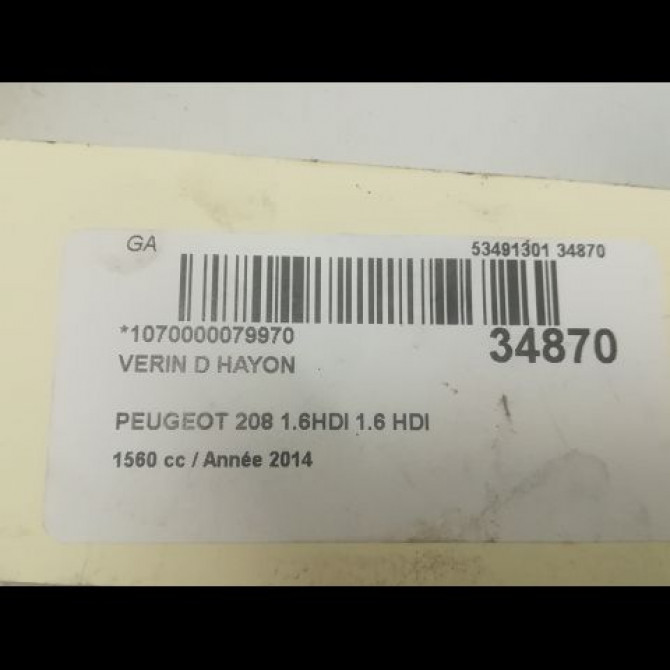 GA
53491301 34870
*1070000079970
34870
VERIN D HAYON
PEUGEOT 208 1.6HDI 1.6 HDI
1560 cc / Année 2014